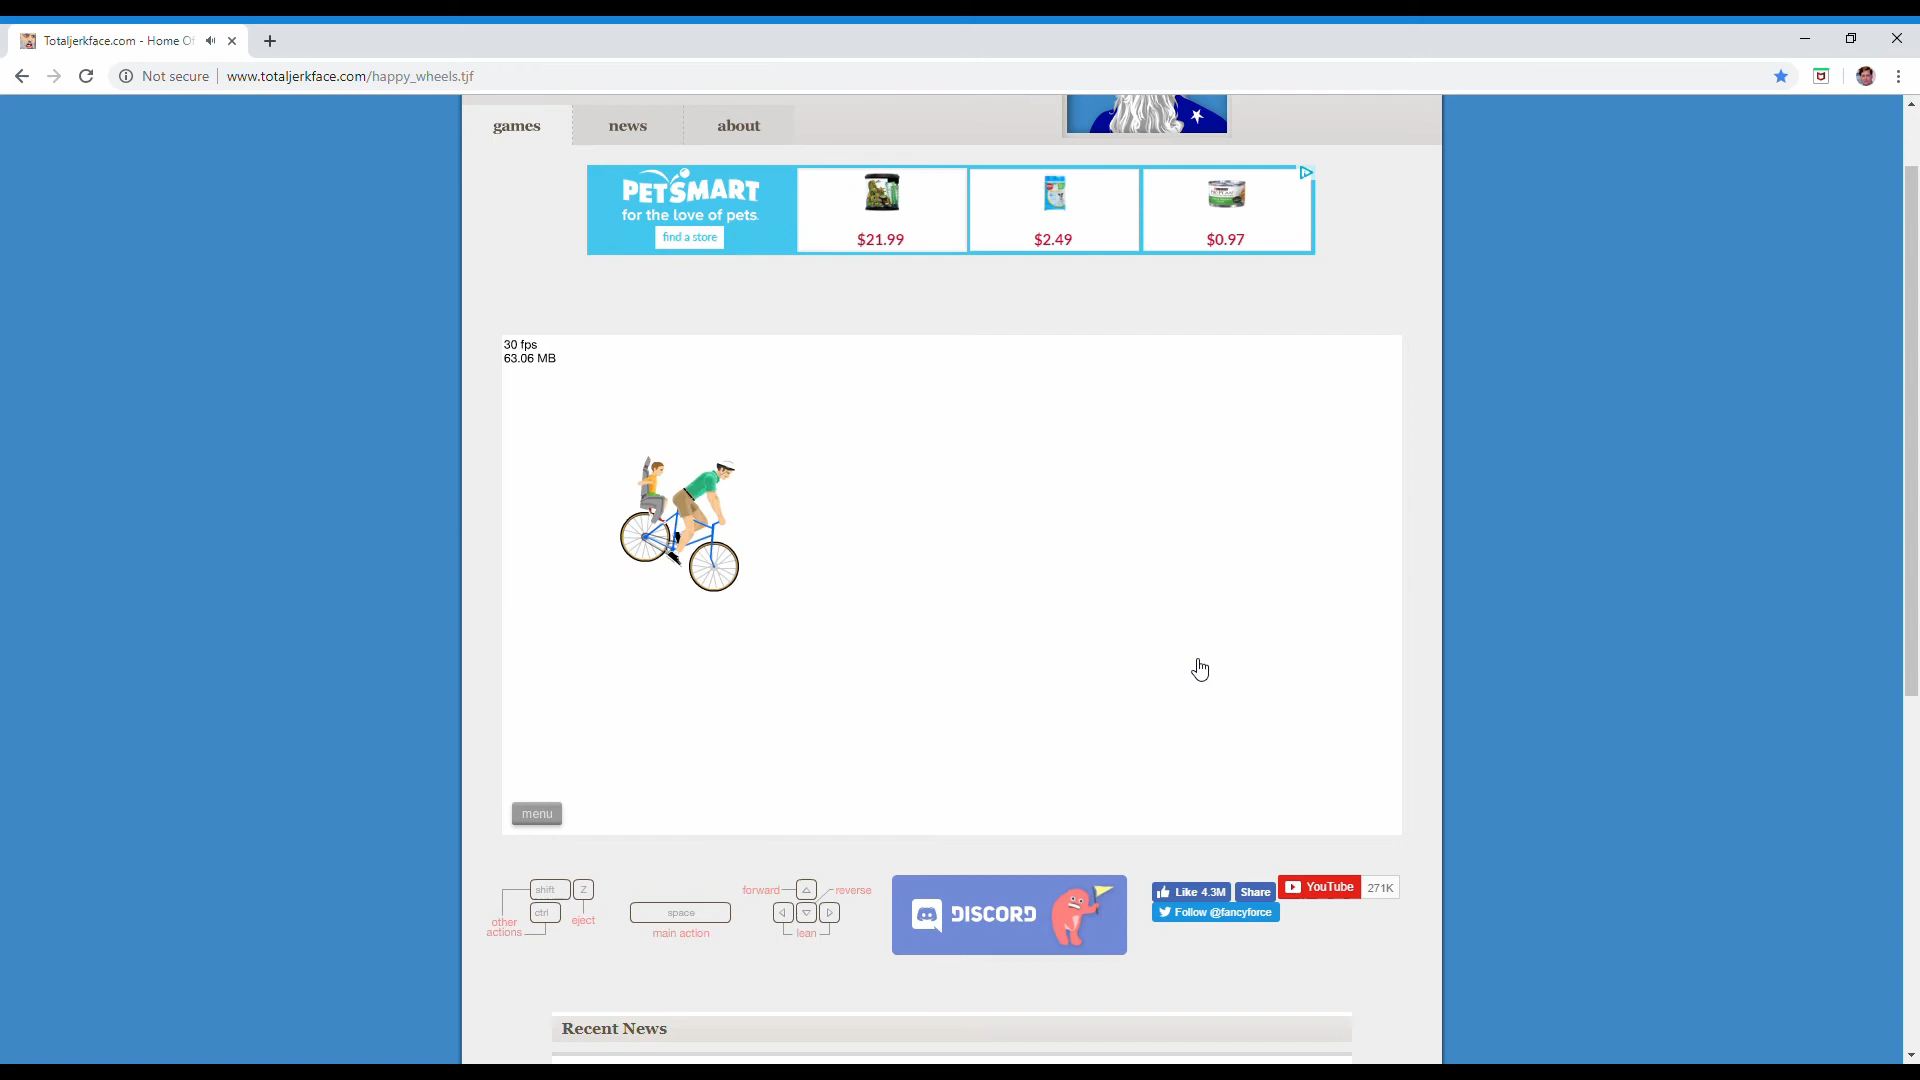 Totaljerkface.com - Home Of
Not secure
www.totaljerkface.com/happy_wheels.tjf
games
news
about
PETSMART
for the love of pets.
find a store
$21.99
$2.49
$0.97
30 fps
63.06 MB
menu
shift
Z
ctrl
other
actions
eject
space
main action
forward
reverse
lean
DISCORD
Like 4.3M
Share
YouTube
271K
Follow @fancyforce
Recent News